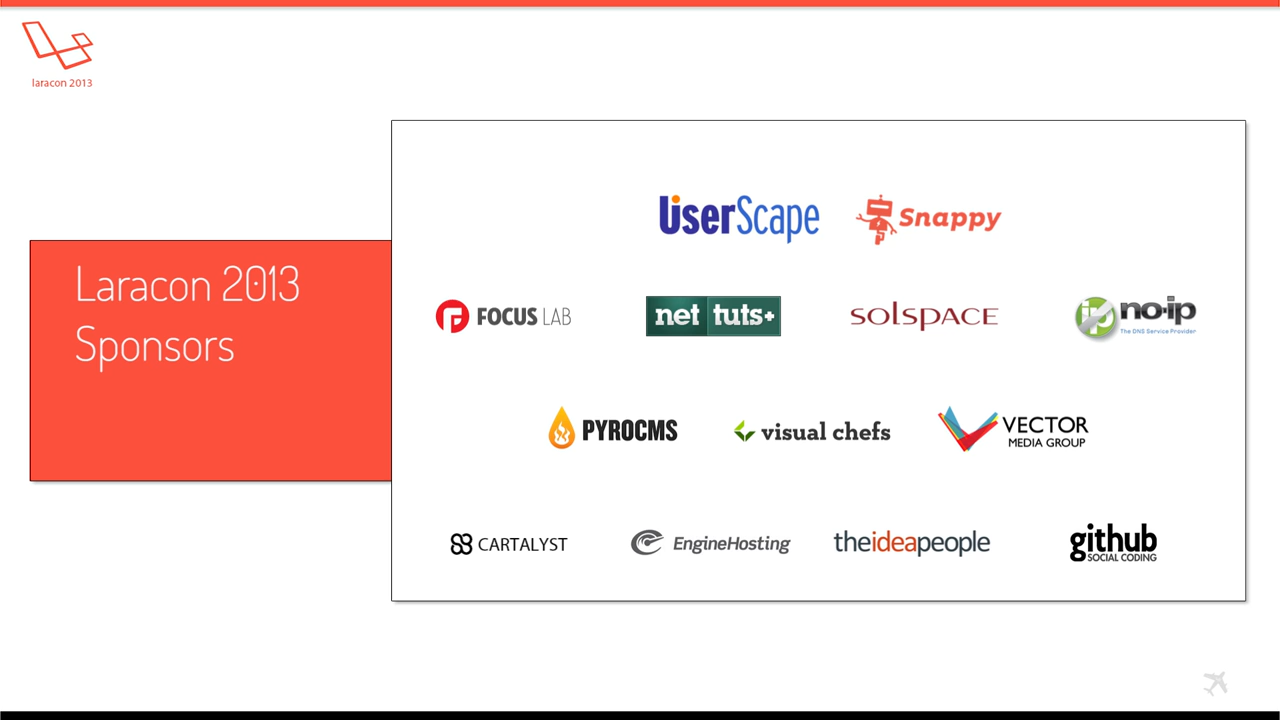 laracon 2013
Laracon 2013
Sponsors
UserScape
Snappy
FOCUS LAB
net tuts+
solspace
no-ip
The DNS Service Provider
PYROCMS
visual chefs
VECTOR
MEDIA GROUP
CARTALYST
EngineHosting
theideapeople
github
SOCIAL CODING